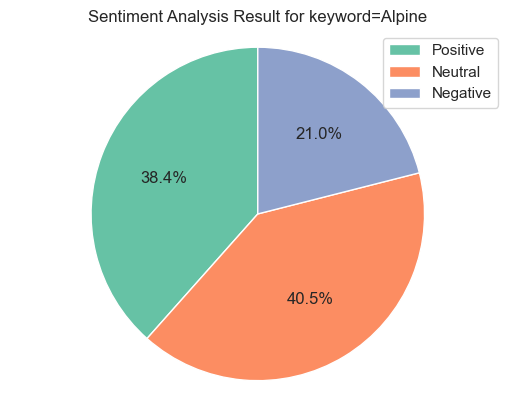 Sentiment Analysis Result for keyword=Alpine
Positive
Neutral
Negative
21.0%
38.4%
40.5%